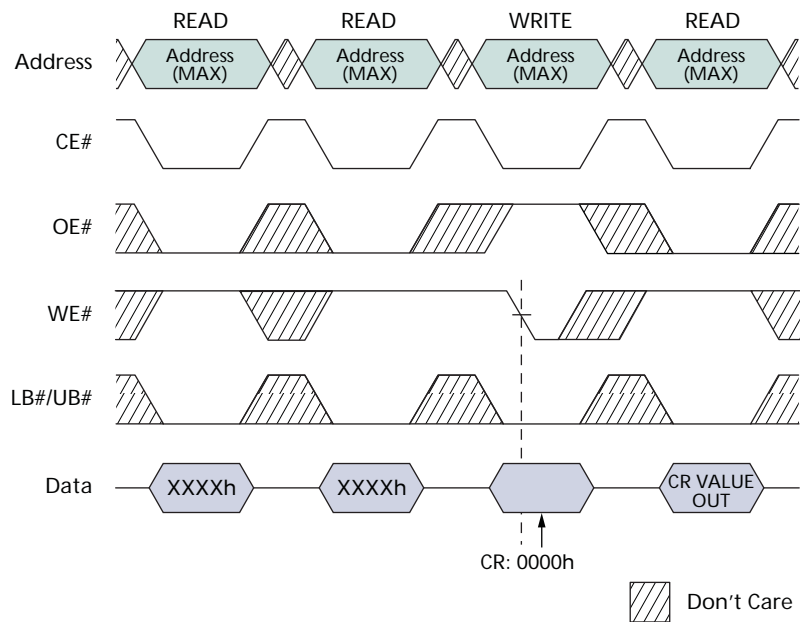 READ READ WRITE READ
Address
Address
(MAX)
Address
(MAX)
Address
(MAX)
Address
(MAX)
CE#
OE#
WE#
LB#/UB#
Data
XXXXh
XXXXh
CR VALUE
OUT
CR: 0000h
Don't Care